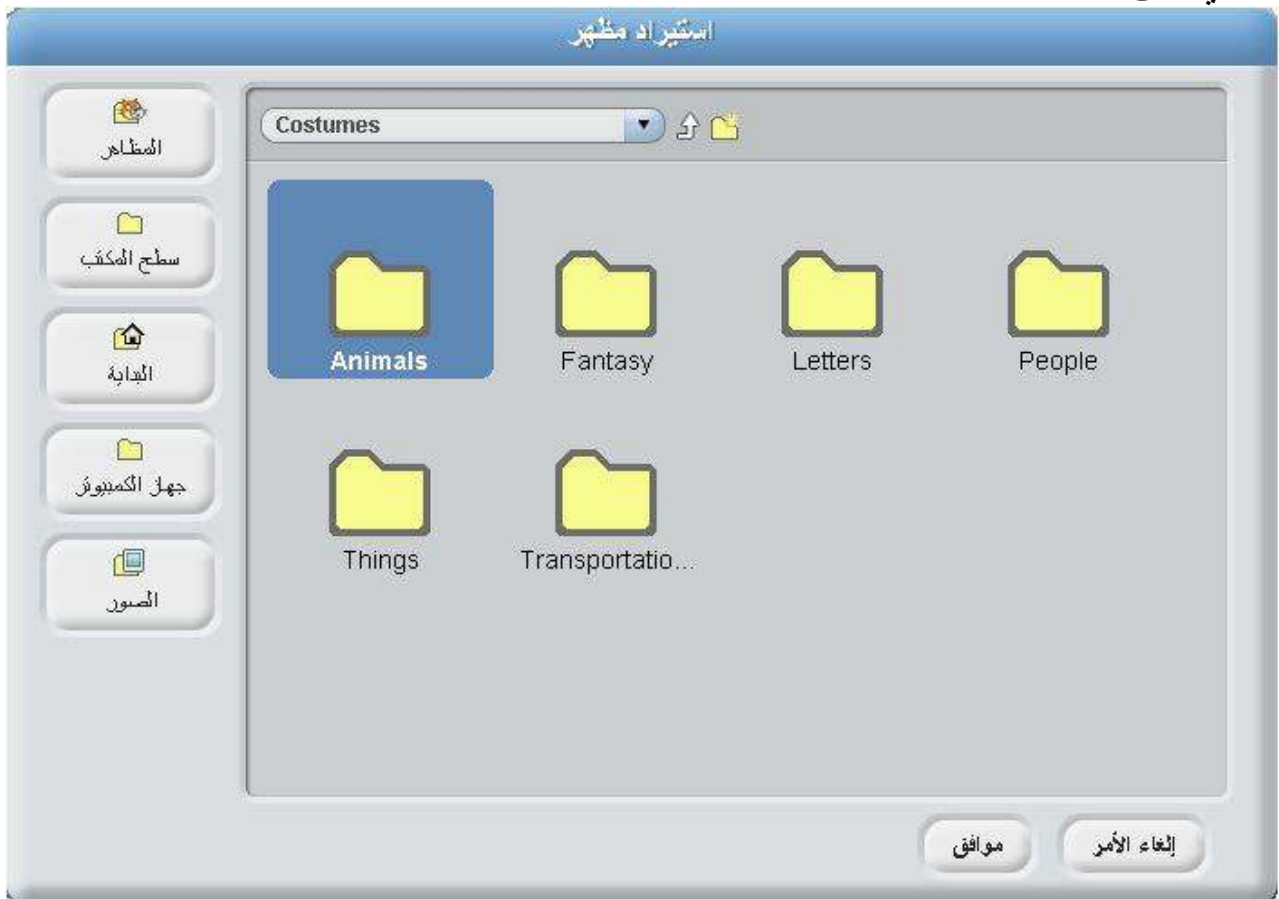 استيراد مظهر
المظاهر
سطح المكتب
البداية
جهاز الكمبيوتر
الصور
Costumes
Animals
Fantasy
Letters
People
Things
Transportatio...
موافق
إلغاء الأمر